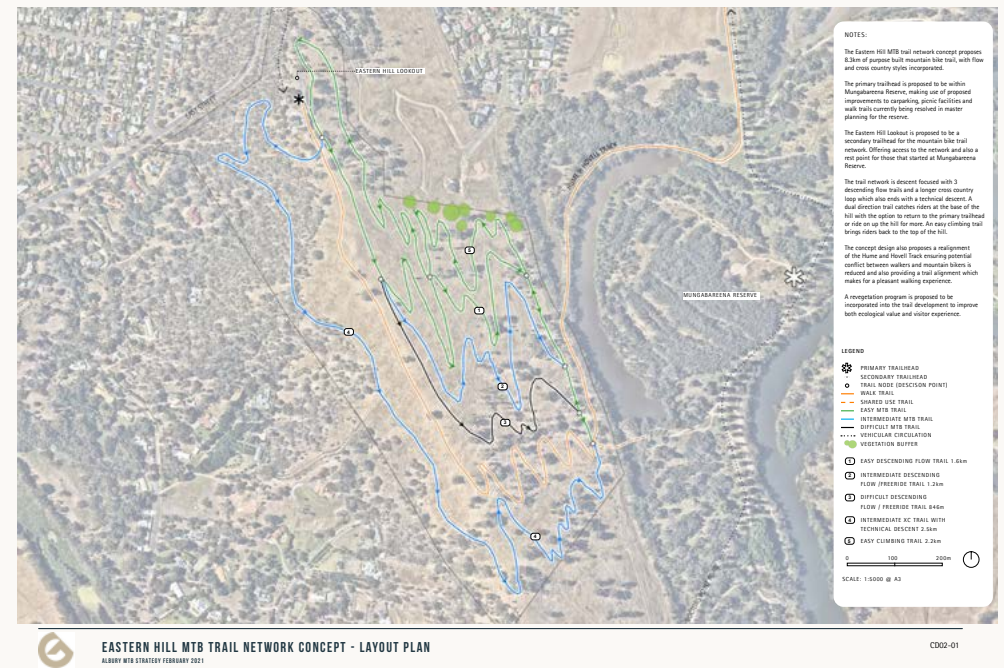 NOTES:
The Eastern Hill MTB trail network concept proposes
8.3km of purpose built mountain bike trail, with flow
and cross country styles incorporated.
The primary trailhead is proposed to be within
Mungabareena Reserve, making use of proposed
improvements to carparking, picnic facilities and
walk trails currently being resolved in master
planning for the reserve.
The Eastern Hill Lookout is proposed to be a
secondary trailhead for the mountain bike trail
network. Offering access to the network and also a
rest point for those that started at Mungabareena
Reserve.
The trail network is descent focused with 3
descending flow trails and a longer cross country
loop which also ends with a technical descent. A
dual direction trail catches riders at the base of the
hill with the option to return to the primary trailhead
or ride on up the hill for more. An easy climbing trail
brings riders back to the top of the hill.
The concept design also proposes a realignment
of the Hume and Hovell Track ensuring potential
conflict between walkers and mountain bikers is
reduced and also providing a trail alignment which
makes for a pleasant walking experience.
A revegetation program is proposed to be
incorporated into the trail development to improve
both ecological value and visitor experience.
EASTERN HILL LOOKOUT
MUNGABAREENA RESERVE
5
1
4
2
3
4
LEGEND
PRIMARY TRAILHEAD
SECONDARY TRAILHEAD
TRAIL NODE (DESCISON POINT)
WALK TRAIL
SHARED USE TRAIL
EASY MTB TRAIL
INTERMEDIATE MTB TRAIL
DIFFICULT MTB TRAIL
VEHICULAR CIRCULATION
VEGETATION BUFFER
1 EASY DESCENDING FLOW TRAIL 1.6km
2 INTERMEDIATE DESCENDING
FLOW /FREERIDE TRAIL 1.2km
3 DIFFICULT DESCENDING
FLOW / FREERIDE TRAIL 846m
4 INTERMEDIATE XC TRAIL WITH
TECHNICAL DESCENT 2.5km
5 EASY CLIMBING TRAIL 2.2km
0 100 200m
SCALE: 1:5000 @ A3
EASTERN HILL MTB TRAIL NETWORK CONCEPT - LAYOUT PLAN
ALBURY MTB STRATEGY FEBRUARY 2021
CD02-01